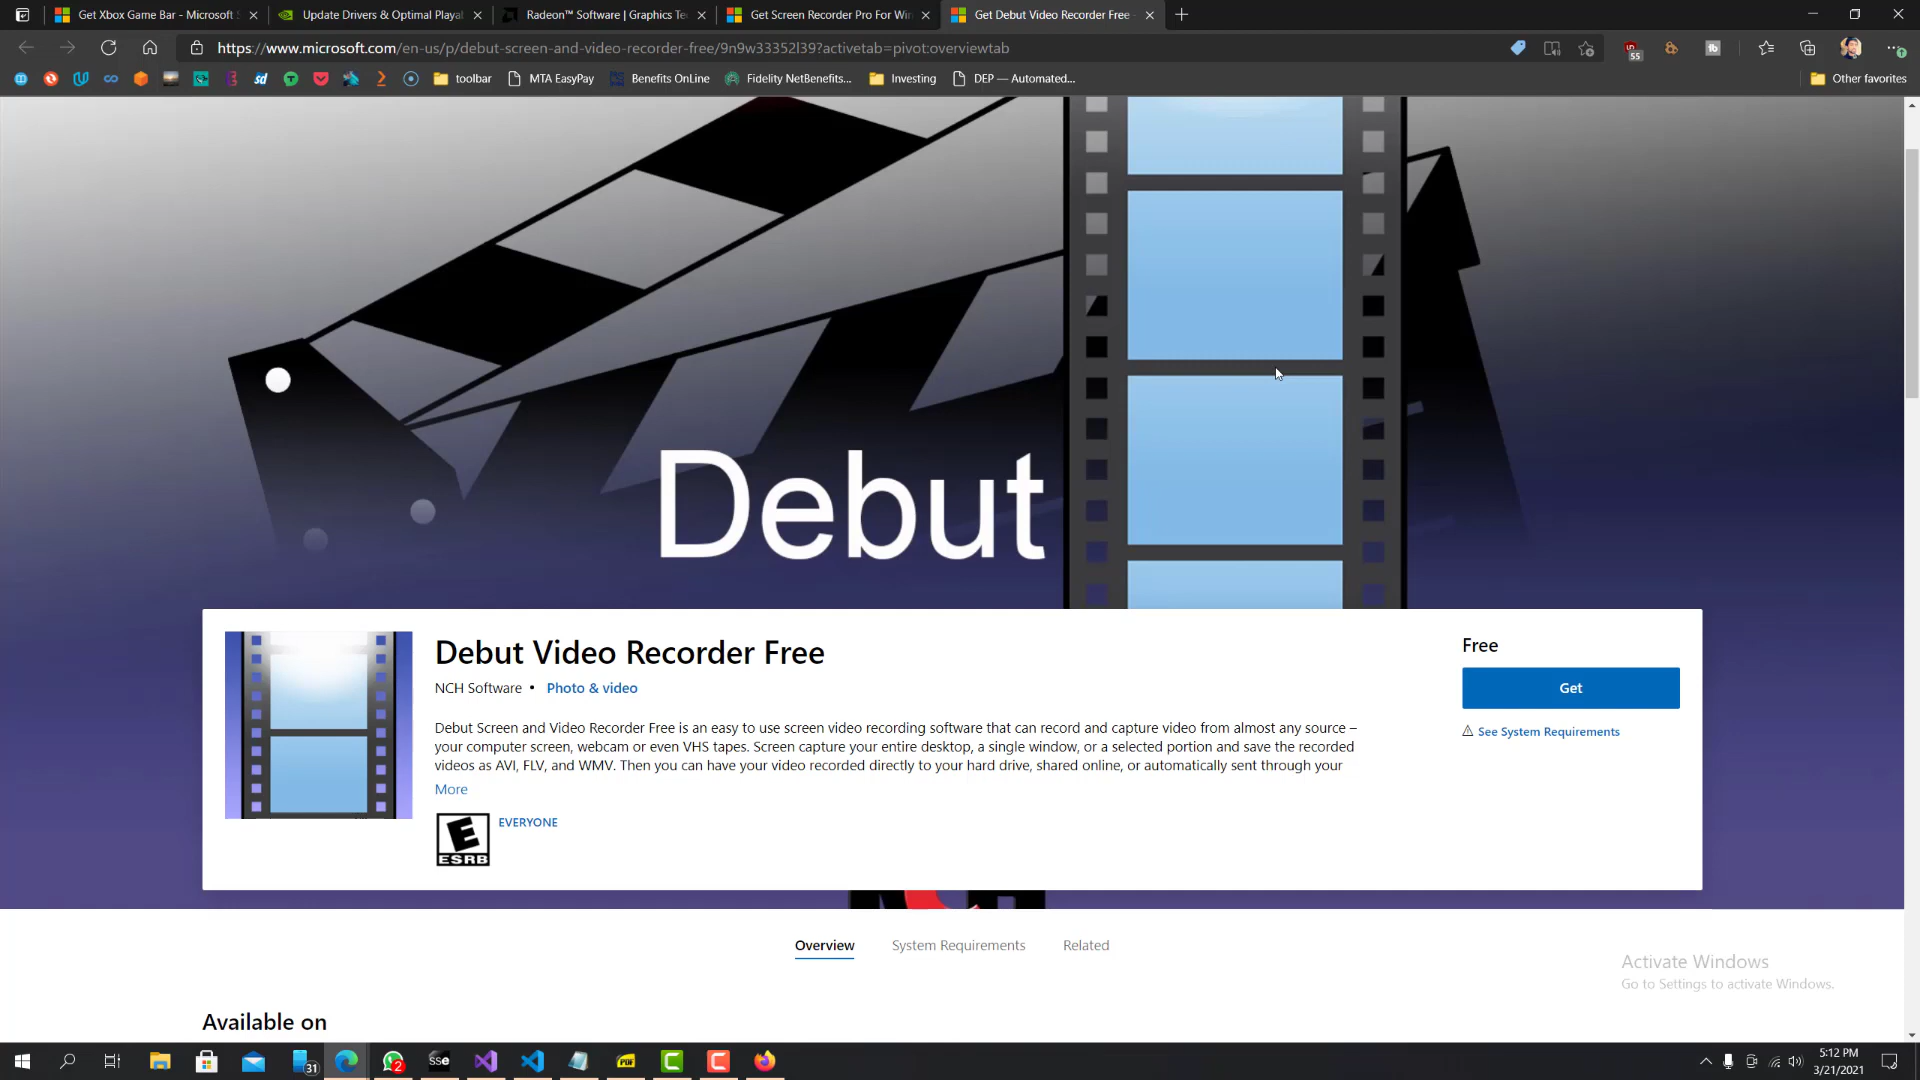 Get Xbox Game Bar - Microsoft S
Update Drivers & Optimal Playal
Radeon™ Software | Graphics Te
Get Screen Recorder Pro For Win
Get Debut Video Recorder Free -
https://www.microsoft.com/en-us/p/debut-screen-and-video-recorder-free/9n9w33352l39?activetab=pivot:overviewtab
55
sd
toolbar
MTA EasyPay
Benefits OnLine
Fidelity NetBenefits...
Investing
DEP — Automated...
Other favorites
Debut
Debut Video Recorder Free
NCH Software • Photo & video
Debut Screen and Video Recorder Free is an easy to use screen video recording software that can record and capture video from almost any source –
your computer screen, webcam or even VHS tapes. Screen capture your entire desktop, a single window, or a selected portion and save the recorded
videos as AVI, FLV, and WMV. Then you can have your video recorded directly to your hard drive, shared online, or automatically sent through your
More
E
ESRB
EVERYONE
Free
Get
See System Requirements
Overview
System Requirements
Related
Activate Windows
Go to Settings to activate Windows.
Available on
31
2
SSE
PDF
5:12 PM
3/21/2021